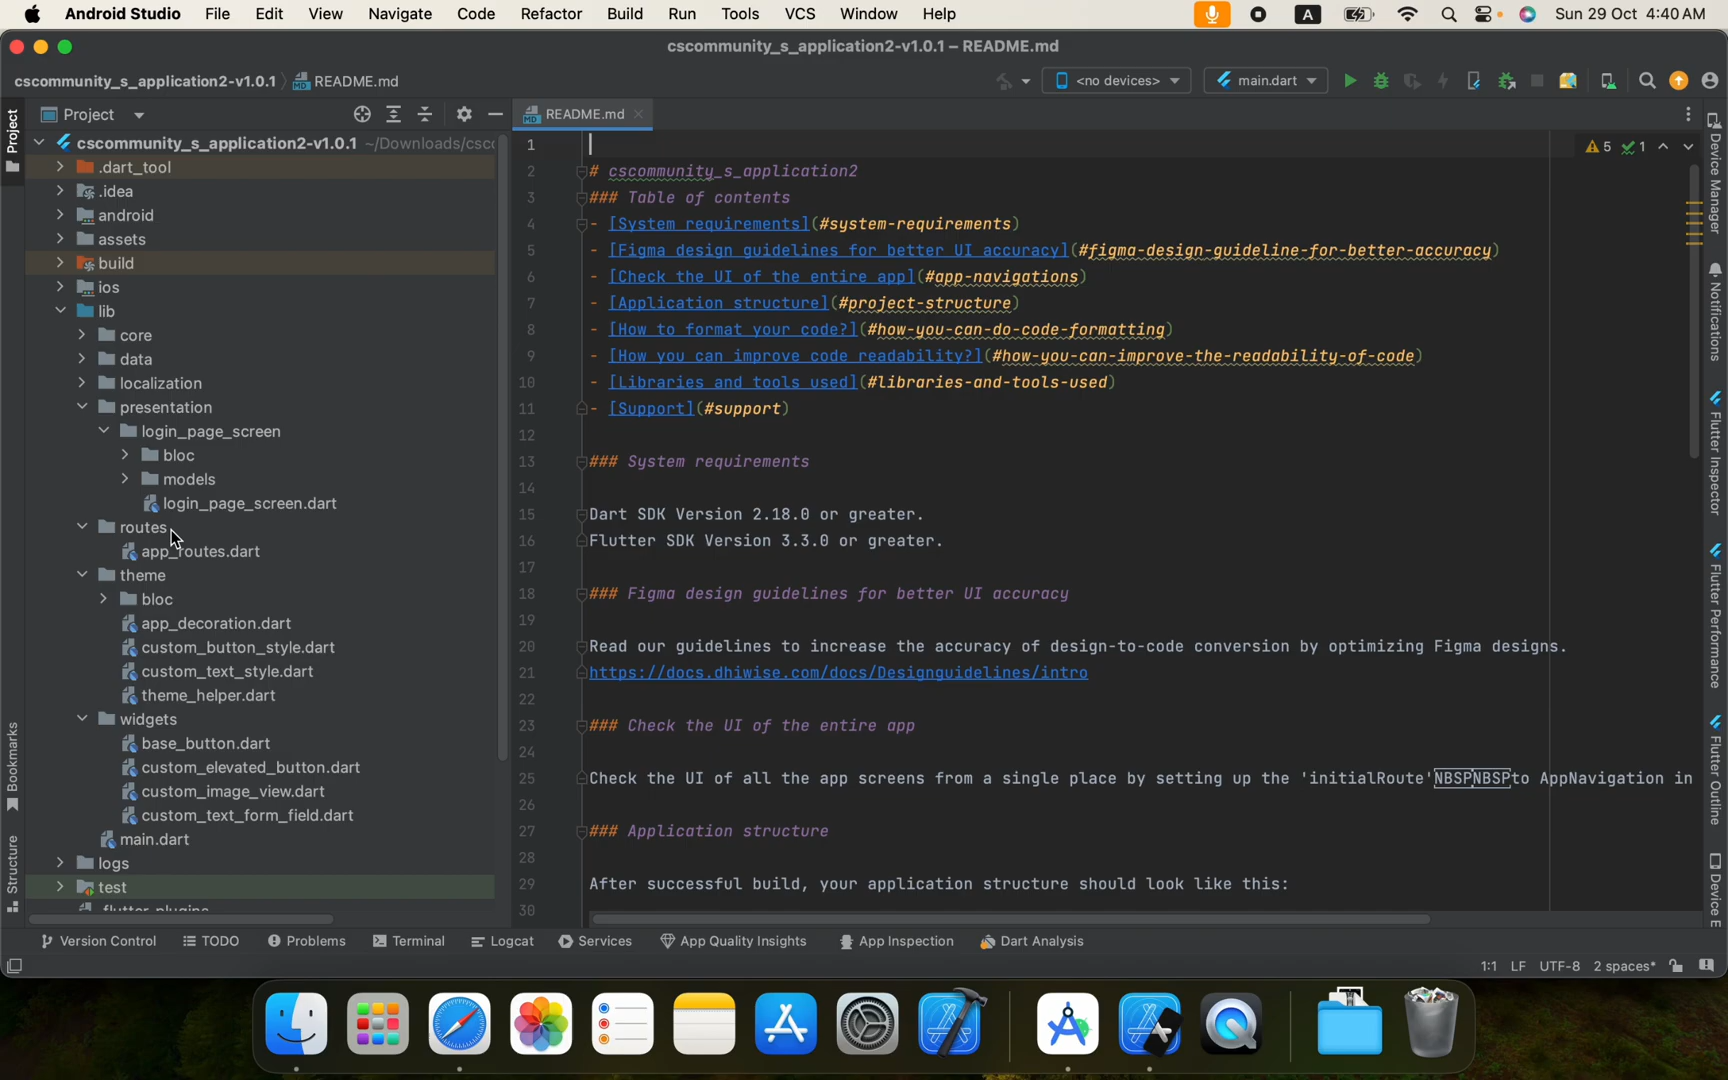 Android Studio File Edit View Navigate Code Refactor Build Run Tools VCS Window Help A Sun 29 Oct 4:40 AM
cscommunity_s_application2-v1.0.1 – README.md
cscommunity_s_application2-v1.0.1 README.md <no devices> main.dart
Project
README.md
cscommunity_s_application2-v1.0.1 ~/Downloads/csco
.dart_tool
.idea
android
assets
build
ios
lib
core
data
localization
presentation
login_page_screen
bloc
models
login_page_screen.dart
routes
app_routes.dart
theme
bloc
app_decoration.dart
custom_button_style.dart
custom_text_style.dart
theme_helper.dart
widgets
base_button.dart
custom_elevated_button.dart
custom_image_view.dart
custom_text_form_field.dart
main.dart
logs
test
.flutter-plugins
1
2 # cscommunity_s_application2
3 ### Table of contents
4 - [System requirements](#system-requirements)
5 - [Figma design guidelines for better UI accuracy](#figma-design-guideline-for-better-accuracy)
6 - [Check the UI of the entire app](#app-navigations)
7 - [Application structure](#project-structure)
8 - [How to format your code?](#how-you-can-do-code-formatting)
9 - [How you can improve code readability?](#how-you-can-improve-the-readability-of-code)
10 - [Libraries and tools used](#libraries-and-tools-used)
11 - [Support](#support)
12
13 ### System requirements
14
15 Dart SDK Version 2.18.0 or greater.
16 Flutter SDK Version 3.3.0 or greater.
17
18 ### Figma design guidelines for better UI accuracy
19
20 Read our guidelines to increase the accuracy of design-to-code conversion by optimizing Figma designs.
21 https://docs.dhiwise.com/docs/Designguidelines/intro
22
23 ### Check the UI of the entire app
24
25 Check the UI of all the app screens from a single place by setting up the 'initialRoute'NBSPNBSPto AppNavigation in
26
27 ### Application structure
28
29 After successful build, your application structure should look like this:
30
5 1
Project
Bookmarks
Structure
Device Manager
Notifications
Flutter Inspector
Flutter Performance
Flutter Outline
Device E
Version Control TODO Problems Terminal Logcat Services App Quality Insights App Inspection Dart Analysis
1:1 LF UTF-8 2 spaces*